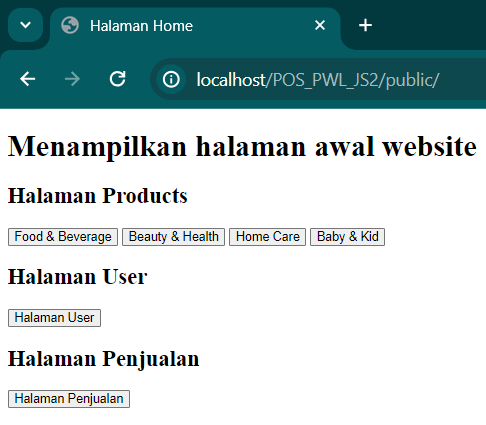 Halaman Home
localhost/POS_PWL_JS2/public/
Menampilkan halaman awal website
Halaman Products
Food & Beverage Beauty & Health Home Care Baby & Kid
Halaman User
Halaman User
Halaman Penjualan
Halaman Penjualan